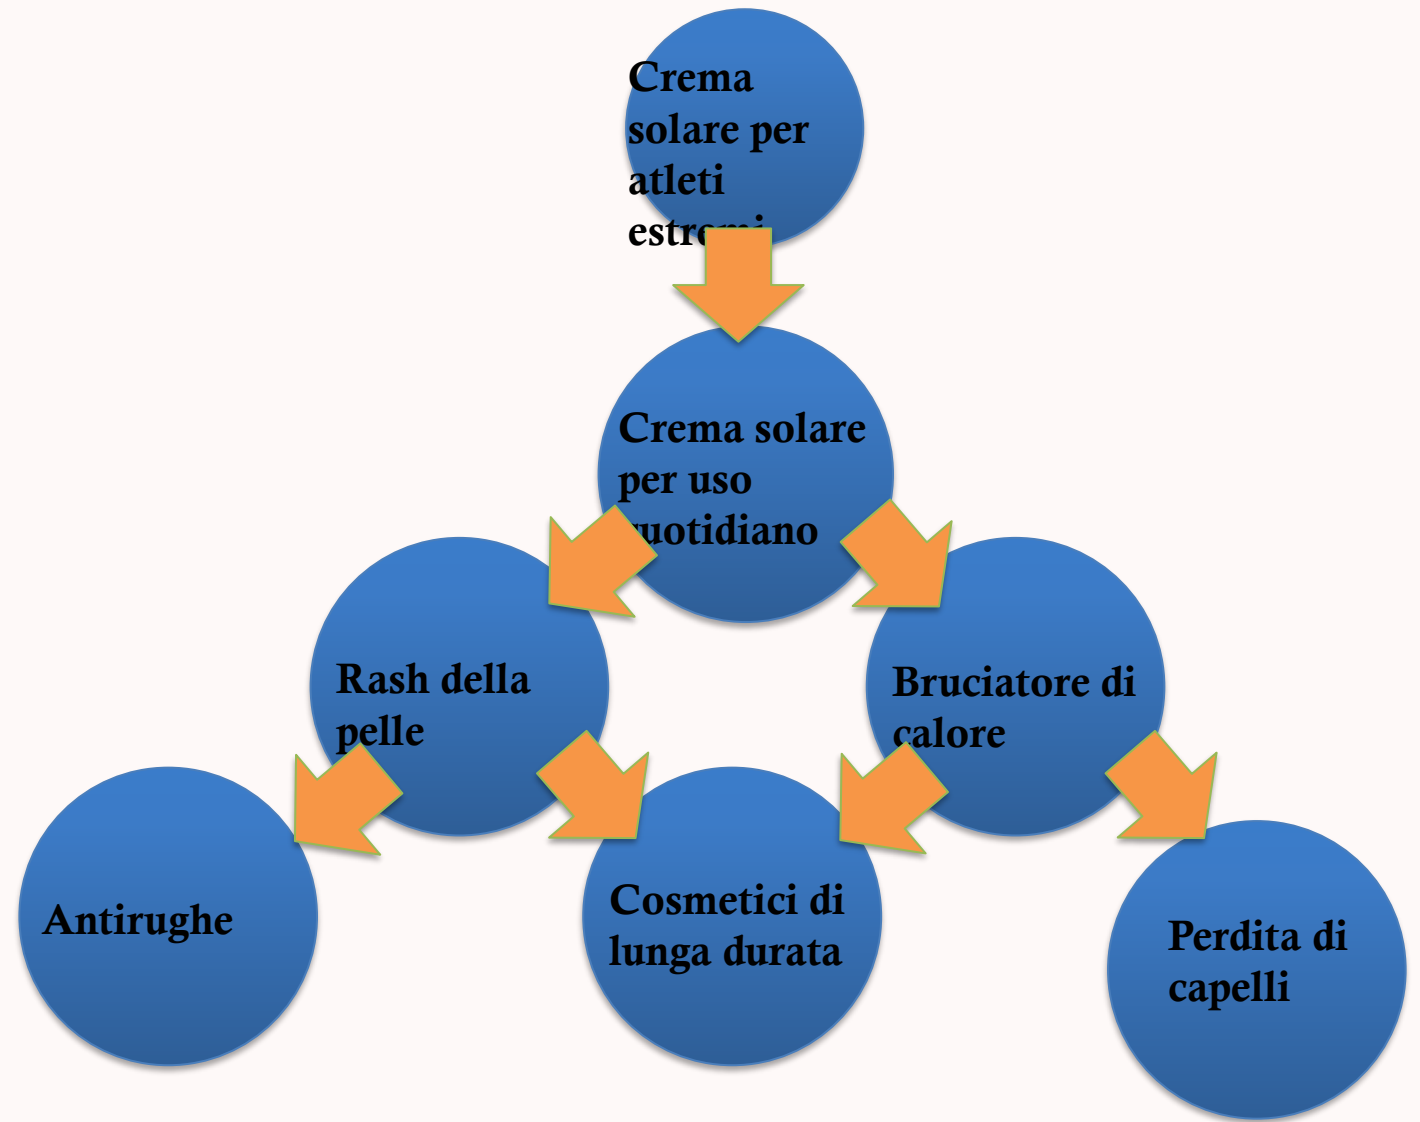 Crema
solare per
atleti
estremi
Crema solare
per uso
quotidiano
Rash della
pelle
Bruciatore di
calore
Antirughe
Cosmetici di
lunga durata
Perdita di
capelli